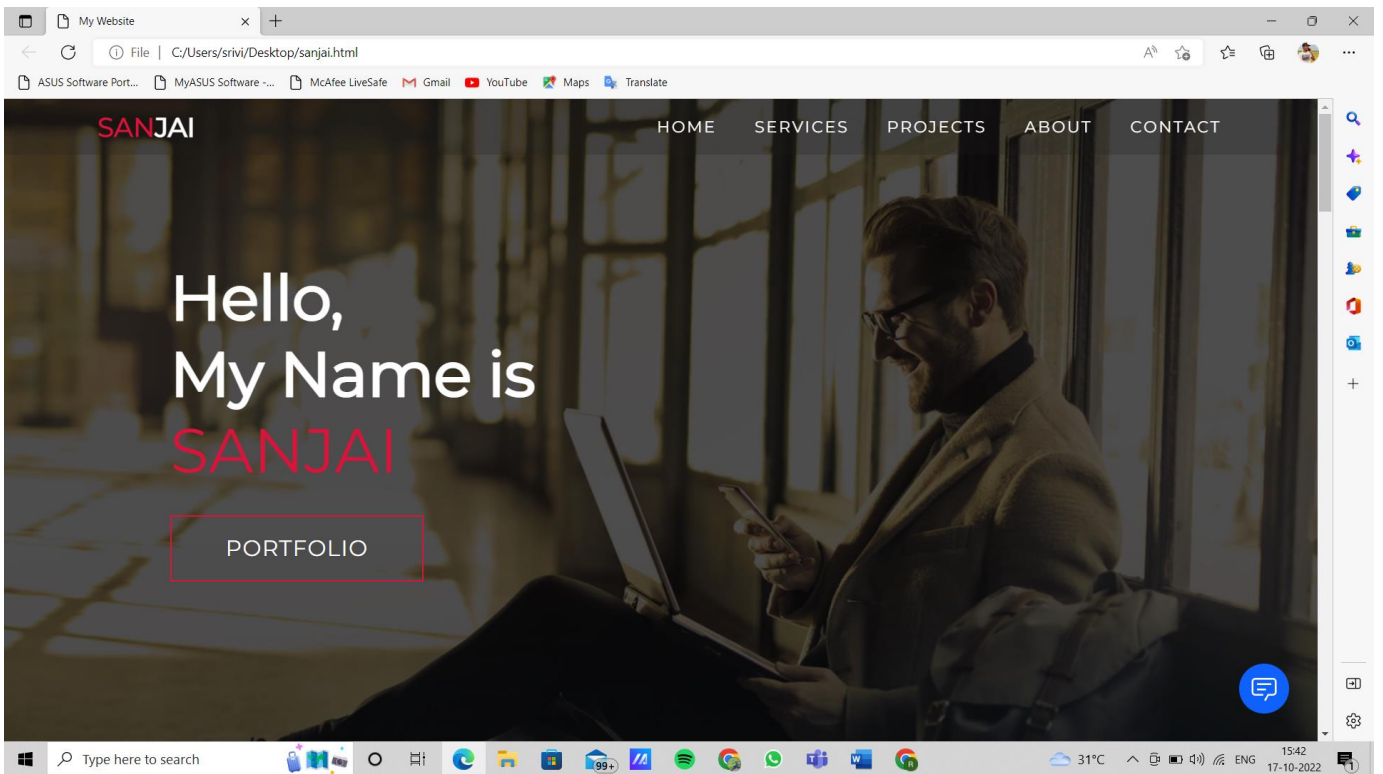 My Website
File | C:/Users/srivi/Desktop/sanjai.html
ASUS Software Port... MyASUS Software -... McAfee LiveSafe Gmail YouTube Maps Translate
SANJAI HOME SERVICES PROJECTS ABOUT CONTACT
Hello,
My Name is
SANJAI
PORTFOLIO
Type here to search 99+ 31°C ENG 15:42
17-10-2022 1